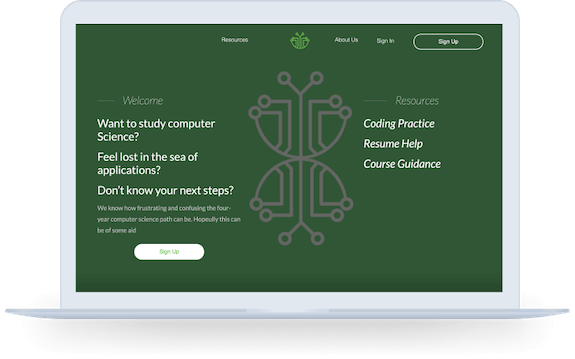 Resources
About Us
Sign In
Sign Up
Welcome
Want to study computer
Science?
Feel lost in the sea of
applications?
Don't know your next steps?
We know how frustrating and confusing the four-
year computer science path can be. Hopeully this can
be of some aid
Sign Up
Resources
Coding Practice
Resume Help
Course Guidance